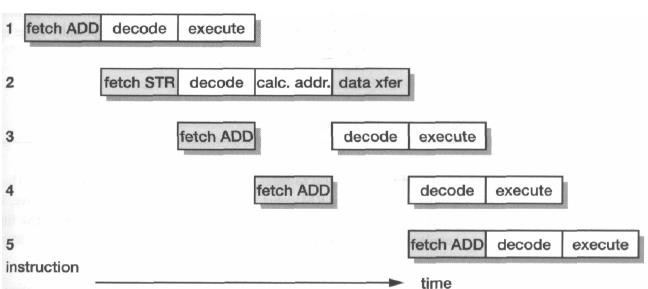 1 fetch ADD decode execute
2 fetch STR decode calc. addr. data xfer
3 fetch ADD decode execute
4 fetch ADD decode execute
5 fetch ADD decode execute
instruction time